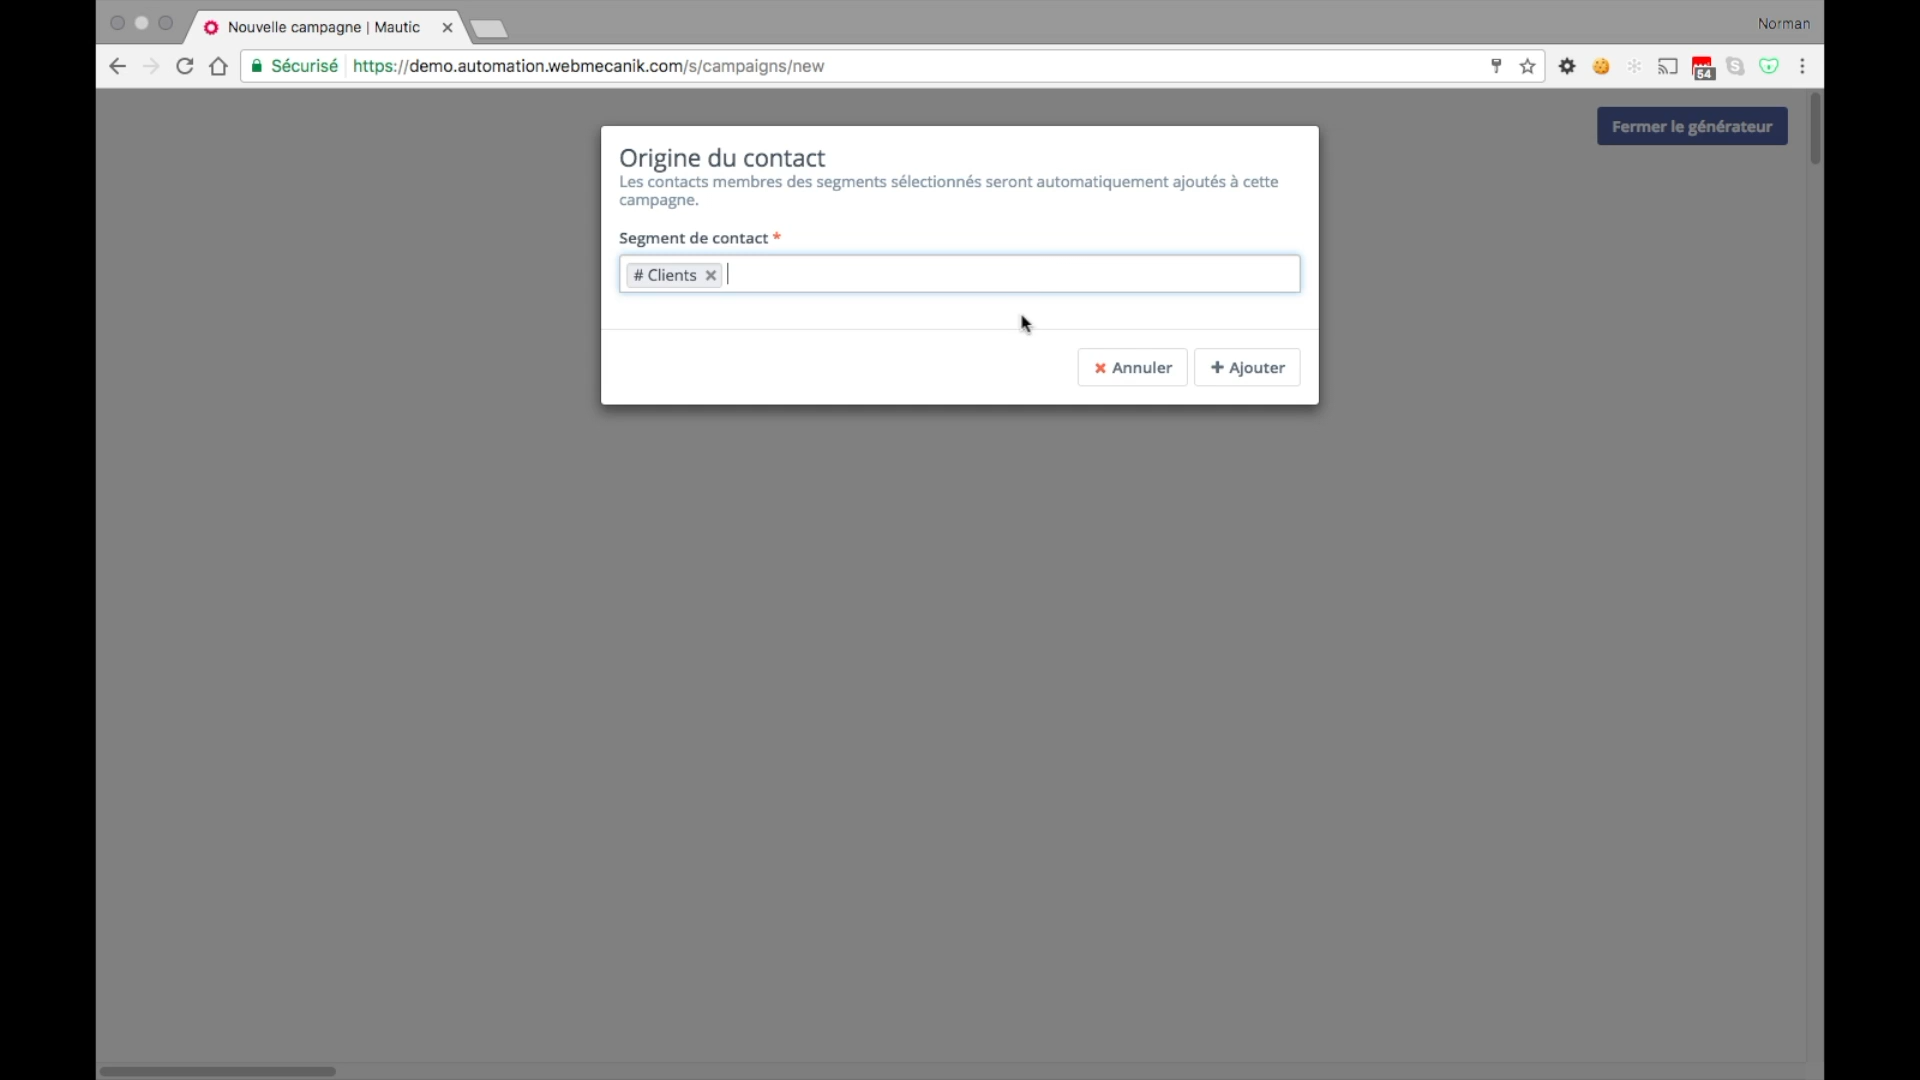 Nouvelle campagne | Mautic
Norman
Sécurisé
https://demo.automation.webmecanik.com/s/campaigns/new
54
Fermer le générateur
Origine du contact
Les contacts membres des segments sélectionnés seront automatiquement ajoutés à cette
campagne.
Segment de contact *
# Clients
Annuler
Ajouter